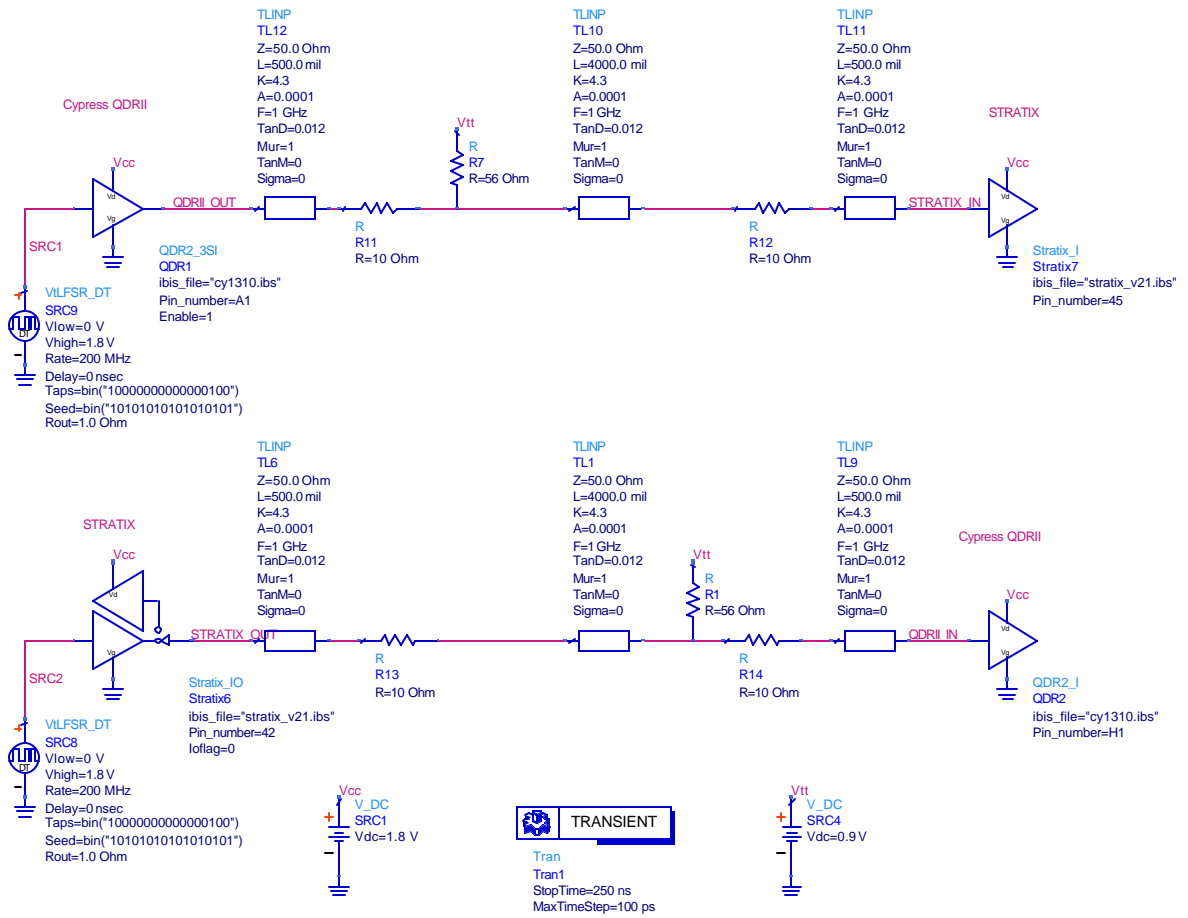 TLINP
TL12
Z=50.0 Ohm
L=500.0 mil
K=4.3
A=0.0001
F=1 GHz
TanD=0.012
Mur=1
TanM=0
Sigma=0
TLINP
TL10
Z=50.0 Ohm
L=4000.0 mil
K=4.3
A=0.0001
F=1 GHz
TanD=0.012
Mur=1
TanM=0
Sigma=0
TLINP
TL11
Z=50.0 Ohm
L=500.0 mil
K=4.3
A=0.0001
F=1 GHz
TanD=0.012
Mur=1
TanM=0
Sigma=0
Cypress QDRII
STRATIX
Vtt
R
R7
R=56 Ohm
Vcc
Vd
Vg
QDRII_OUT
STRATIX_IN
Vcc
Vd
Vg
SRC1
QDR2_3SI
QDR1
ibis_file="cy1310.ibs"
Pin_number=A1
Enable=1
R
R11
R=10 Ohm
R
R12
R=10 Ohm
Stratix_I
Stratix7
ibis_file="stratix_v21.ibs"
Pin_number=45
+
DT
−
VtLFSR_DT
SRC9
Vlow=0 V
Vhigh=1.8 V
Rate=200 MHz
Delay=0 nsec
Taps=bin("10000000000000100")
Seed=bin("10101010101010101")
Rout=1.0 Ohm
TLINP
TL6
Z=50.0 Ohm
L=500.0 mil
K=4.3
A=0.0001
F=1 GHz
TanD=0.012
Mur=1
TanM=0
Sigma=0
TLINP
TL1
Z=50.0 Ohm
L=4000.0 mil
K=4.3
A=0.0001
F=1 GHz
TanD=0.012
Mur=1
TanM=0
Sigma=0
TLINP
TL9
Z=50.0 Ohm
L=500.0 mil
K=4.3
A=0.0001
F=1 GHz
TanD=0.012
Mur=1
TanM=0
Sigma=0
STRATIX
Cypress QDRII
Vcc
Vd
Vg
Vtt
R
R1
R=56 Ohm
Vcc
Vd
Vg
STRATIX_OUT
QDRII_IN
SRC2
Stratix_IO
Stratix6
ibis_file="stratix_v21.ibs"
Pin_number=42
Ioflag=0
R
R13
R=10 Ohm
R
R14
R=10 Ohm
QDR2_I
QDR2
ibis_file="cy1310.ibs"
Pin_number=H1
+
DT
−
VtLFSR_DT
SRC8
Vlow=0 V
Vhigh=1.8 V
Rate=200 MHz
Delay=0 nsec
Taps=bin("10000000000000100")
Seed=bin("10101010101010101")
Rout=1.0 Ohm
Vcc
+
−
V_DC
SRC1
Vdc=1.8 V
TRANSIENT
Tran
Tran1
StopTime=250 ns
MaxTimeStep=100 ps
Vtt
+
−
V_DC
SRC4
Vdc=0.9 V